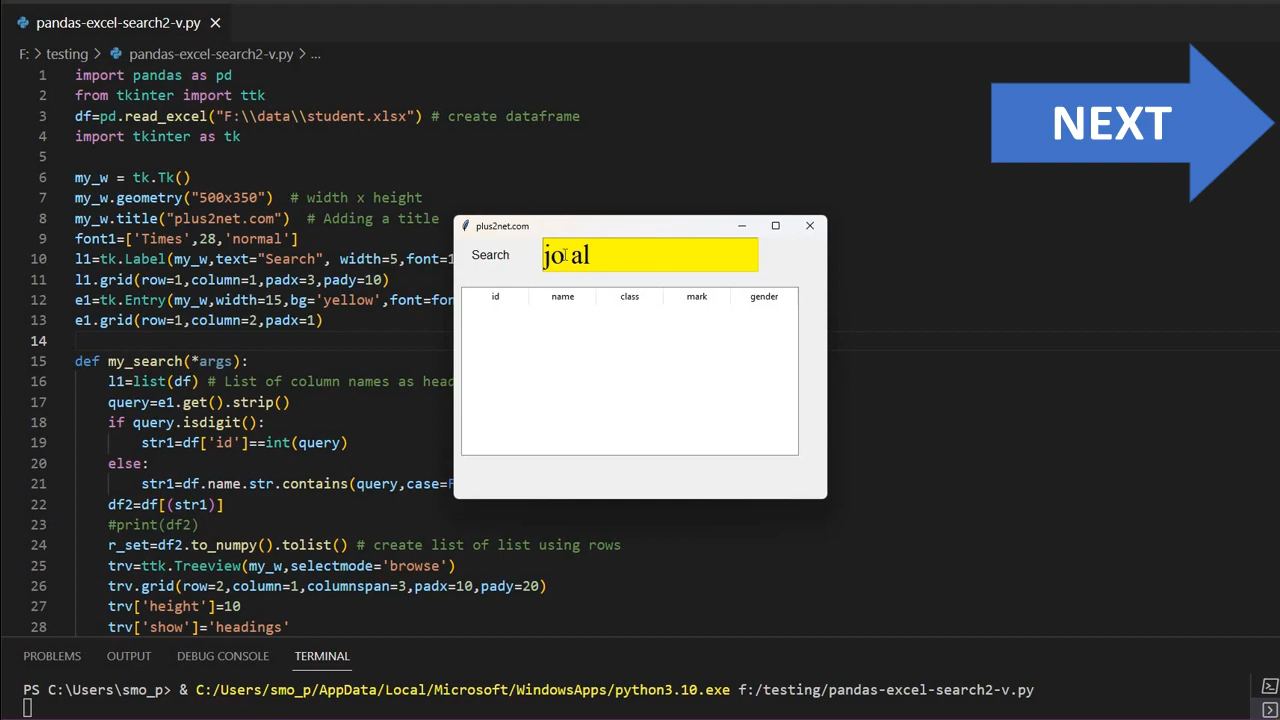 pandas-excel-search2-v.py
F: > testing > pandas-excel-search2-v.py > ...
1 import pandas as pd
2 from tkinter import ttk
3 df=pd.read_excel("F:\\data\\student.xlsx") # create dataframe
4 import tkinter as tk
5
6 my_w = tk.Tk()
7 my_w.geometry("500x350") # width x height
8 my_w.title("plus2net.com") # Adding a title
9 font1=['Times',28,'normal']
10 l1=tk.Label(my_w,text="Search", width=5,font=1
11 l1.grid(row=1,column=1,padx=3,pady=10)
12 e1=tk.Entry(my_w,width=15,bg='yellow',font=fon
13 e1.grid(row=1,column=2,padx=1)
14
15 def my_search(*args):
16 l1=list(df) # List of column names as head
17 query=e1.get().strip()
18 if query.isdigit():
19 str1=df['id']==int(query)
20 else:
21 str1=df.name.str.contains(query,case=F
22 df2=df[(str1)]
23 #print(df2)
24 r_set=df2.to_numpy().tolist() # create list of list using rows
25 trv=ttk.Treeview(my_w,selectmode='browse')
26 trv.grid(row=2,column=1,columnspan=3,padx=10,pady=20)
27 trv['height']=10
28 trv['show']='headings'
NEXT
plus2net.com
Search jo al
id name class mark gender
PROBLEMS OUTPUT DEBUG CONSOLE TERMINAL
PS C:\Users\smo_p> & C:/Users/smo_p/AppData/Local/Microsoft/WindowsApps/python3.10.exe f:/testing/pandas-excel-search2-v.py